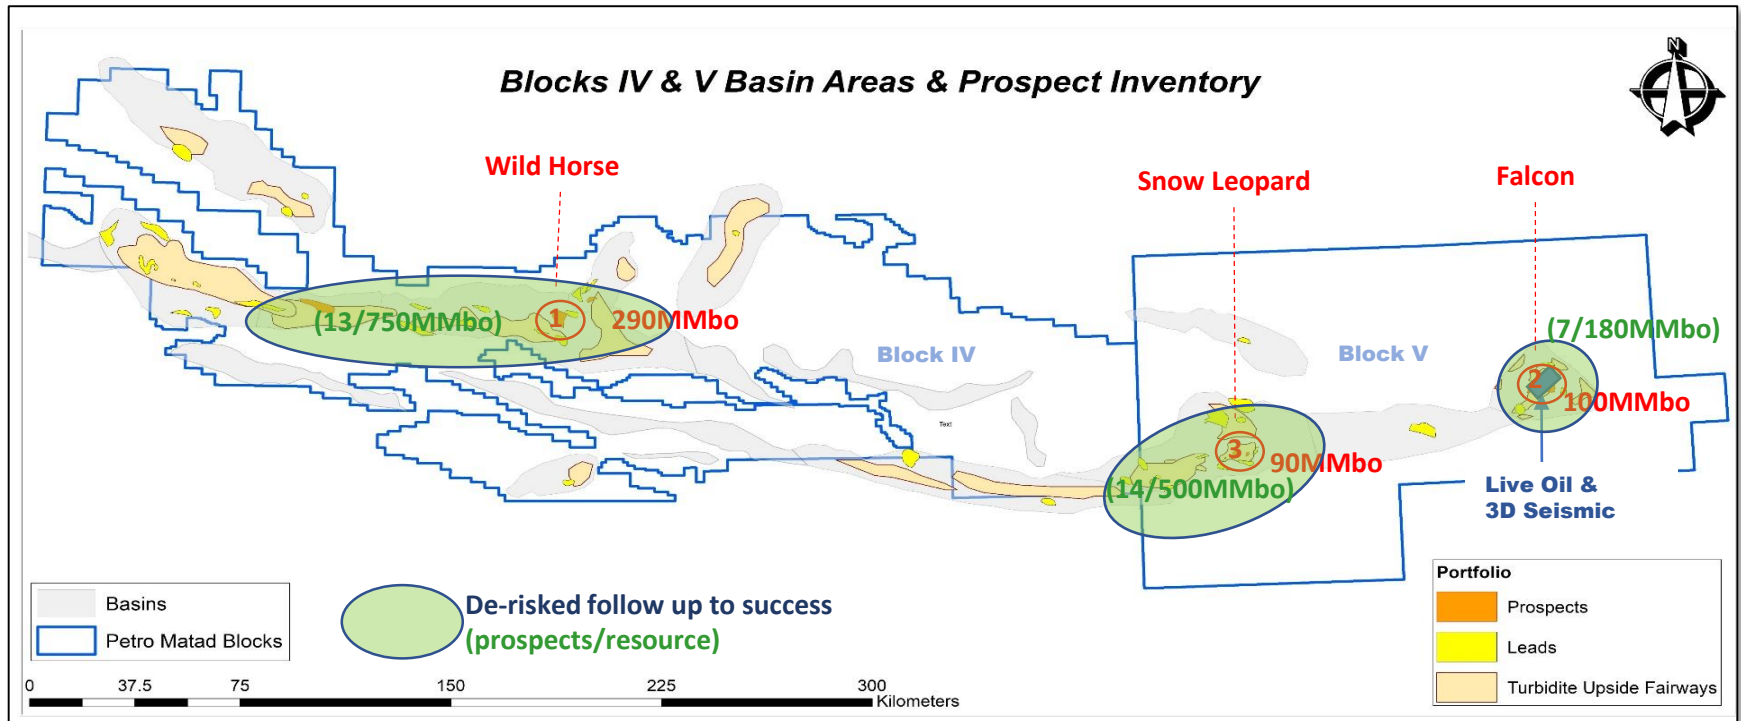 N
Blocks IV & V Basin Areas & Prospect Inventory
Wild Horse
Snow Leopard
Falcon
(13/750MMbo)
1
290MMbo
Block IV
Block V
(7/180MMbo)
2
100MMbo
Text
3
90MMbo
(14/500MMbo)
Live Oil &
3D Seismic
Basins
Petro Matad Blocks
De-risked follow up to success
(prospects/resource)
Portfolio
Prospects
Leads
Turbidite Upside Fairways
0 37.5 75 150 225 300
Kilometers